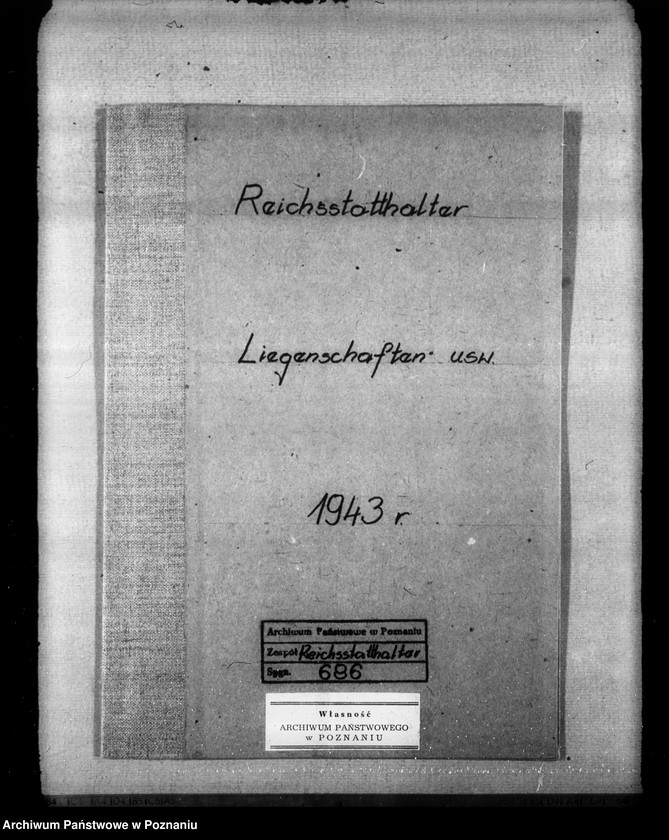 Reichsstatthalter
Liegenschaften usw.
1943 r.
Archiwum Państwowe w Poznaniu
Zespół Reichsstatthalter
Sygn. 686
Własność
ARCHIWUM PAŃSTWOWEGO
w POZNANIU
Archiwum Państwowe w Poznaniu